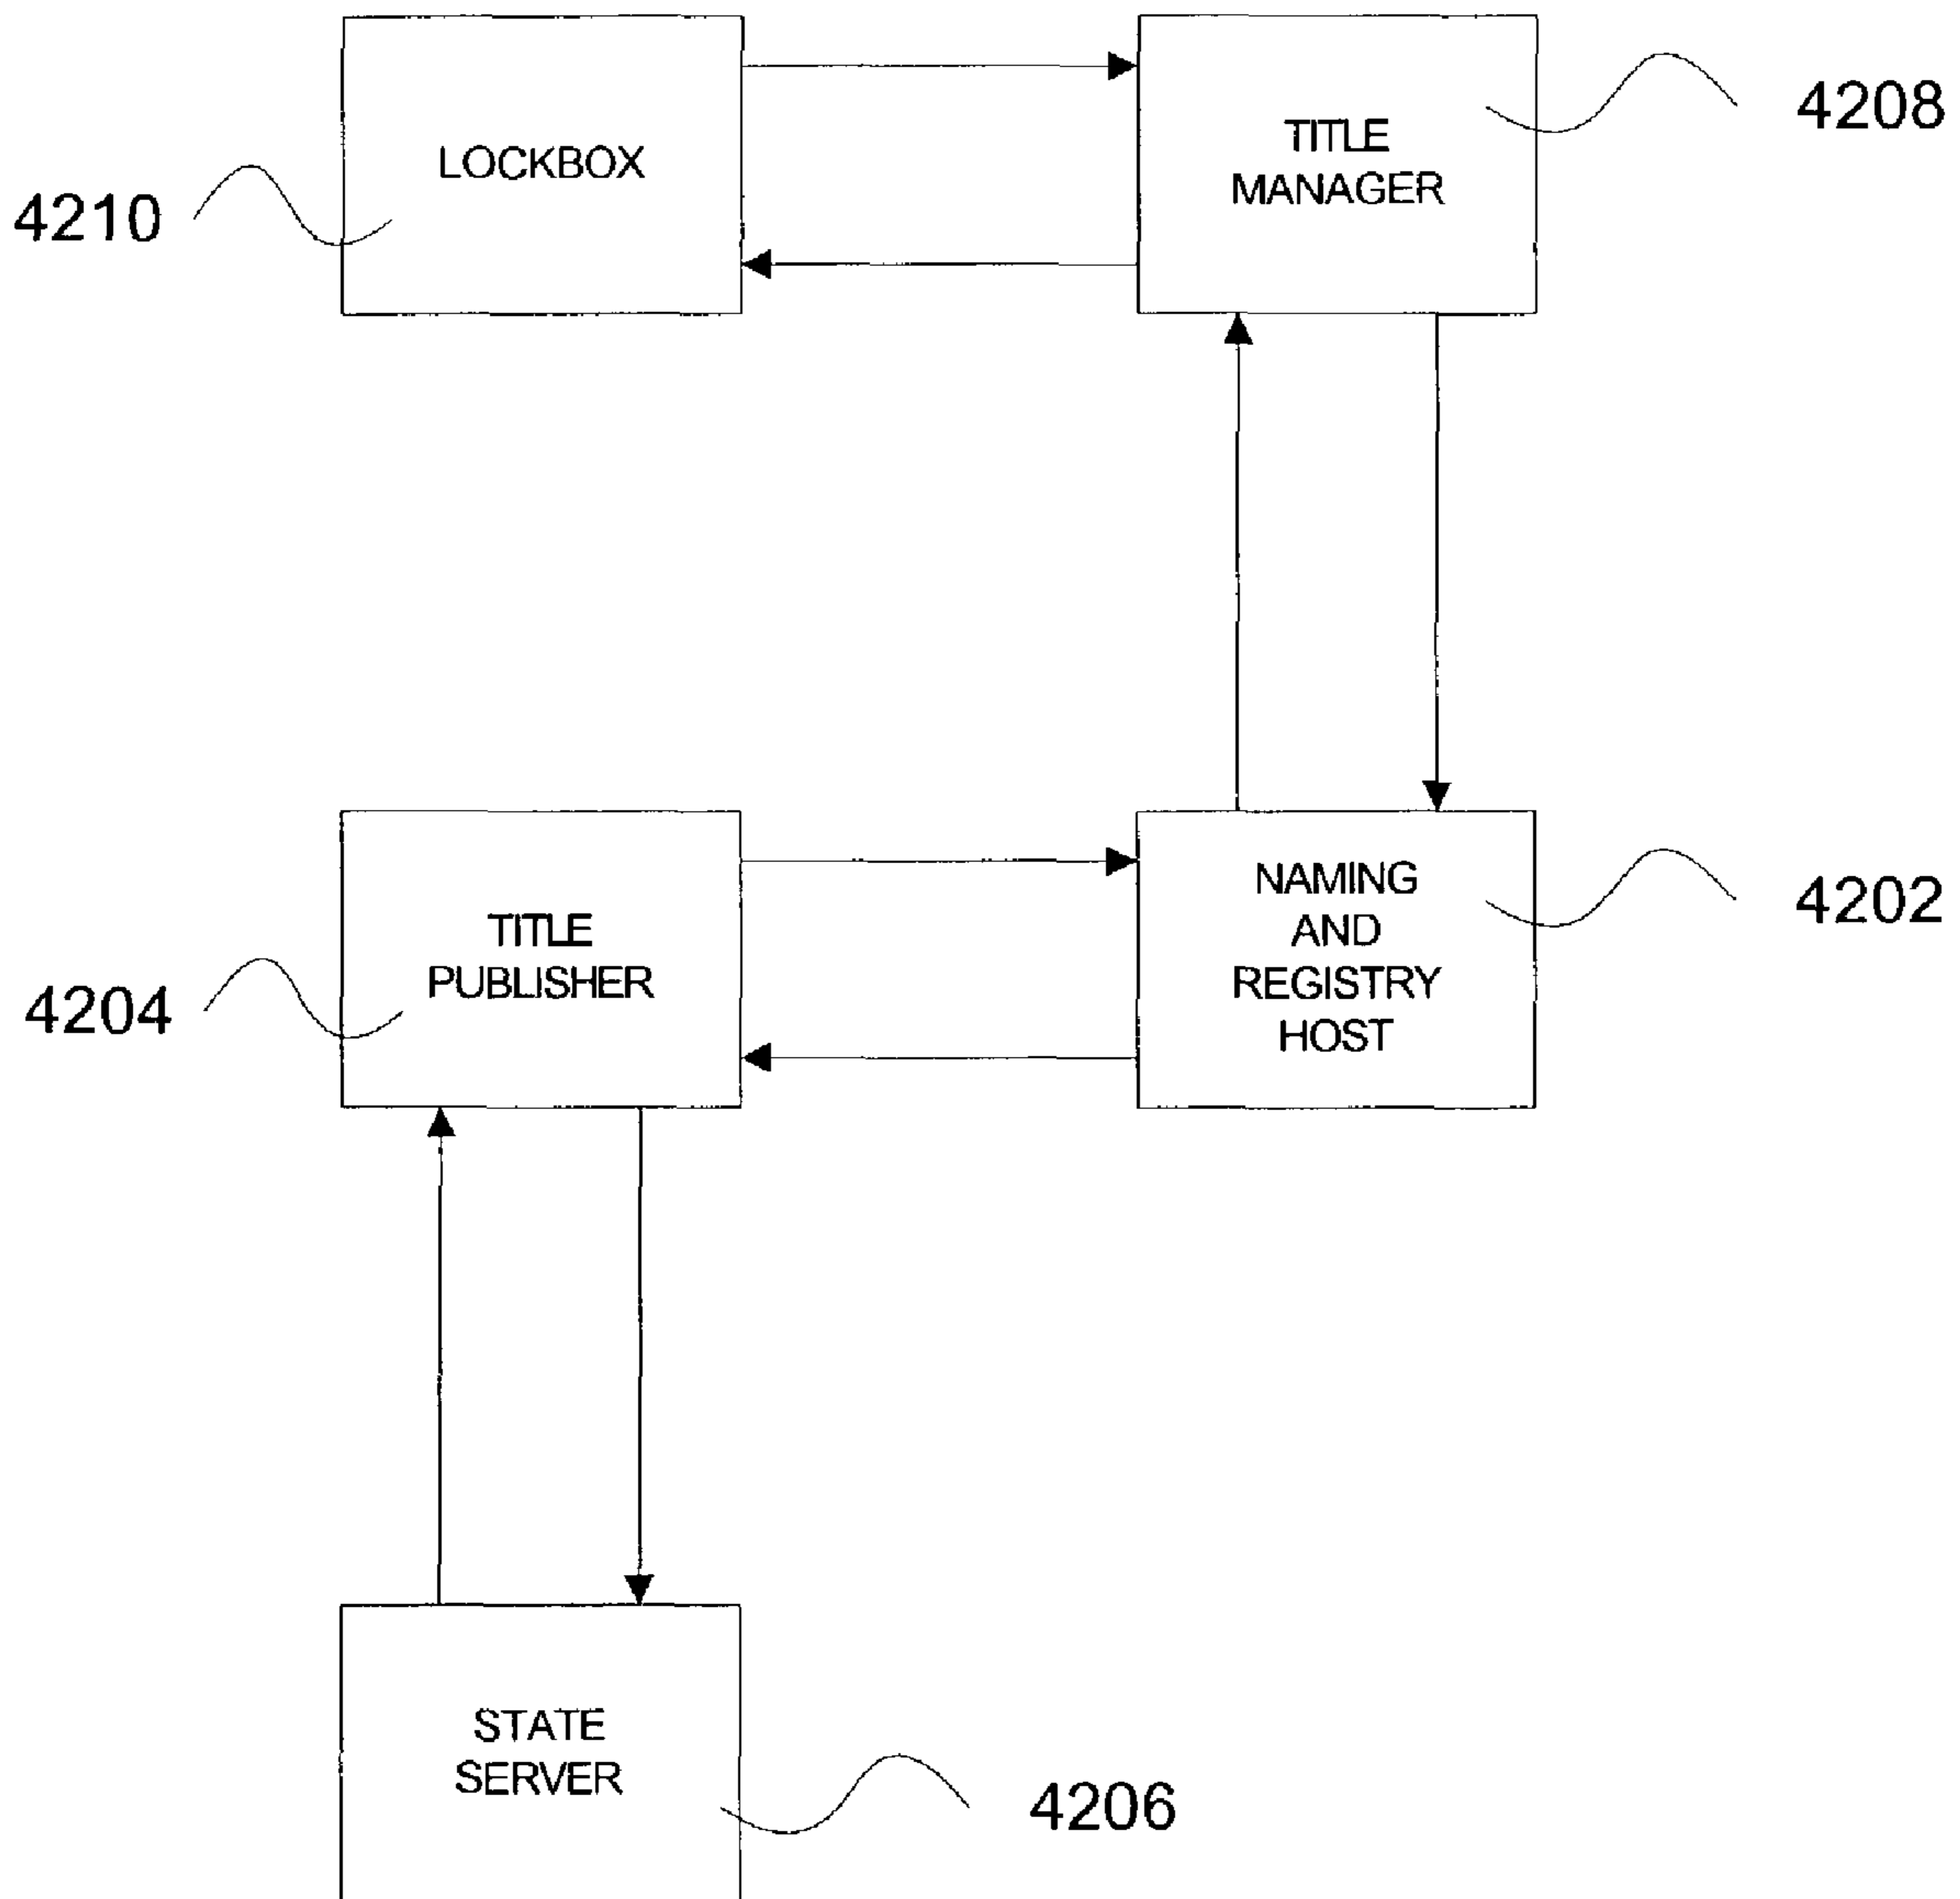 LOCKBOX
4210
TITLE
MANAGER
4208
TITLE
PUBLISHER
4204
NAMING
AND
REGISTRY
HOST
4202
STATE
SERVER
4206